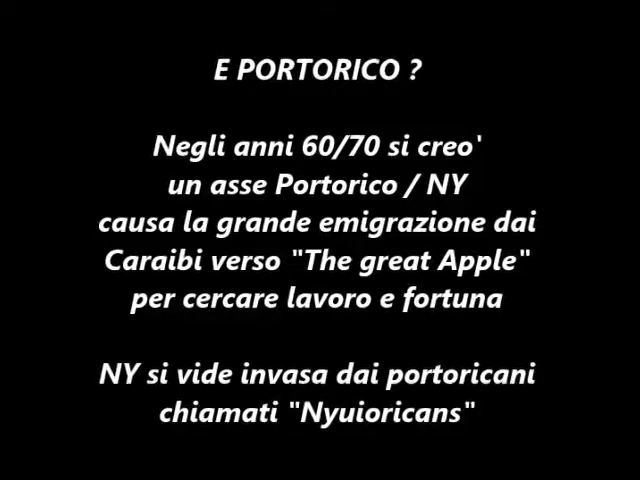 E PORTORICO ?
Negli anni 60/70 si creo'
un asse Portorico / NY
causa la grande emigrazione dai
Caraibi verso "The great Apple"
per cercare lavoro e fortuna
NY si vide invasa dai portoricani
chiamati "Nyuioricans"